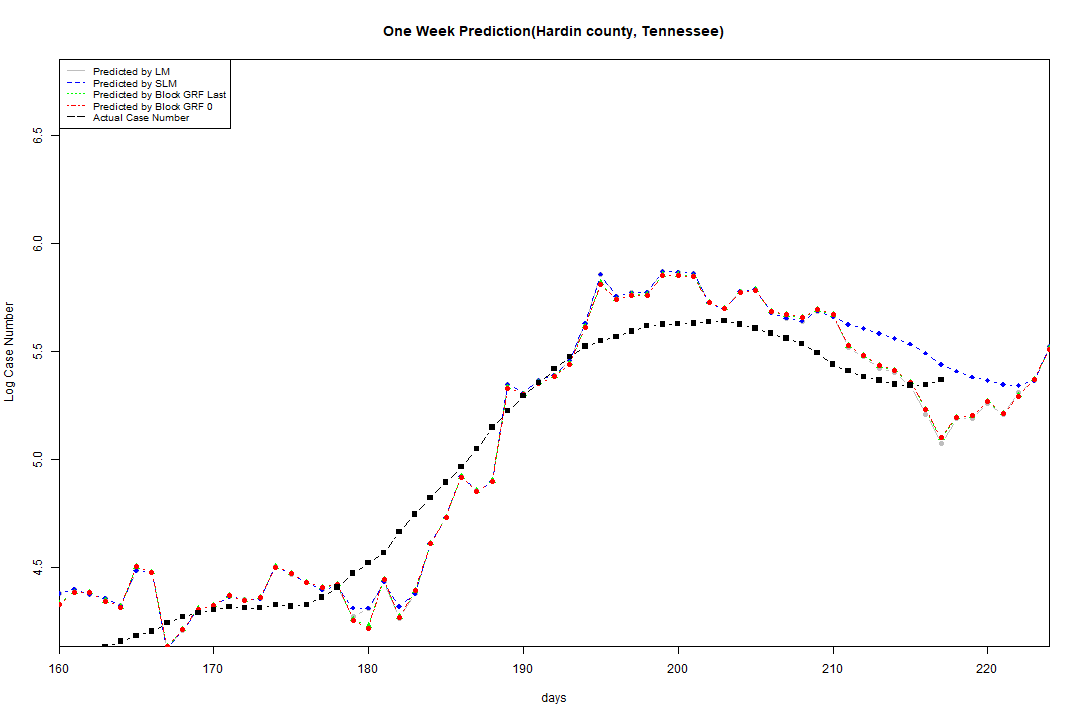 One Week Prediction(Hardin county, Tennessee)
Predicted by LM
Predicted by SLM
Predicted by Block GRF Last
Predicted by Block GRF 0
Actual Case Number
6.5
6.0
5.5
5.0
4.5
Log Case Number
160 170 180 190 200 210 220
days